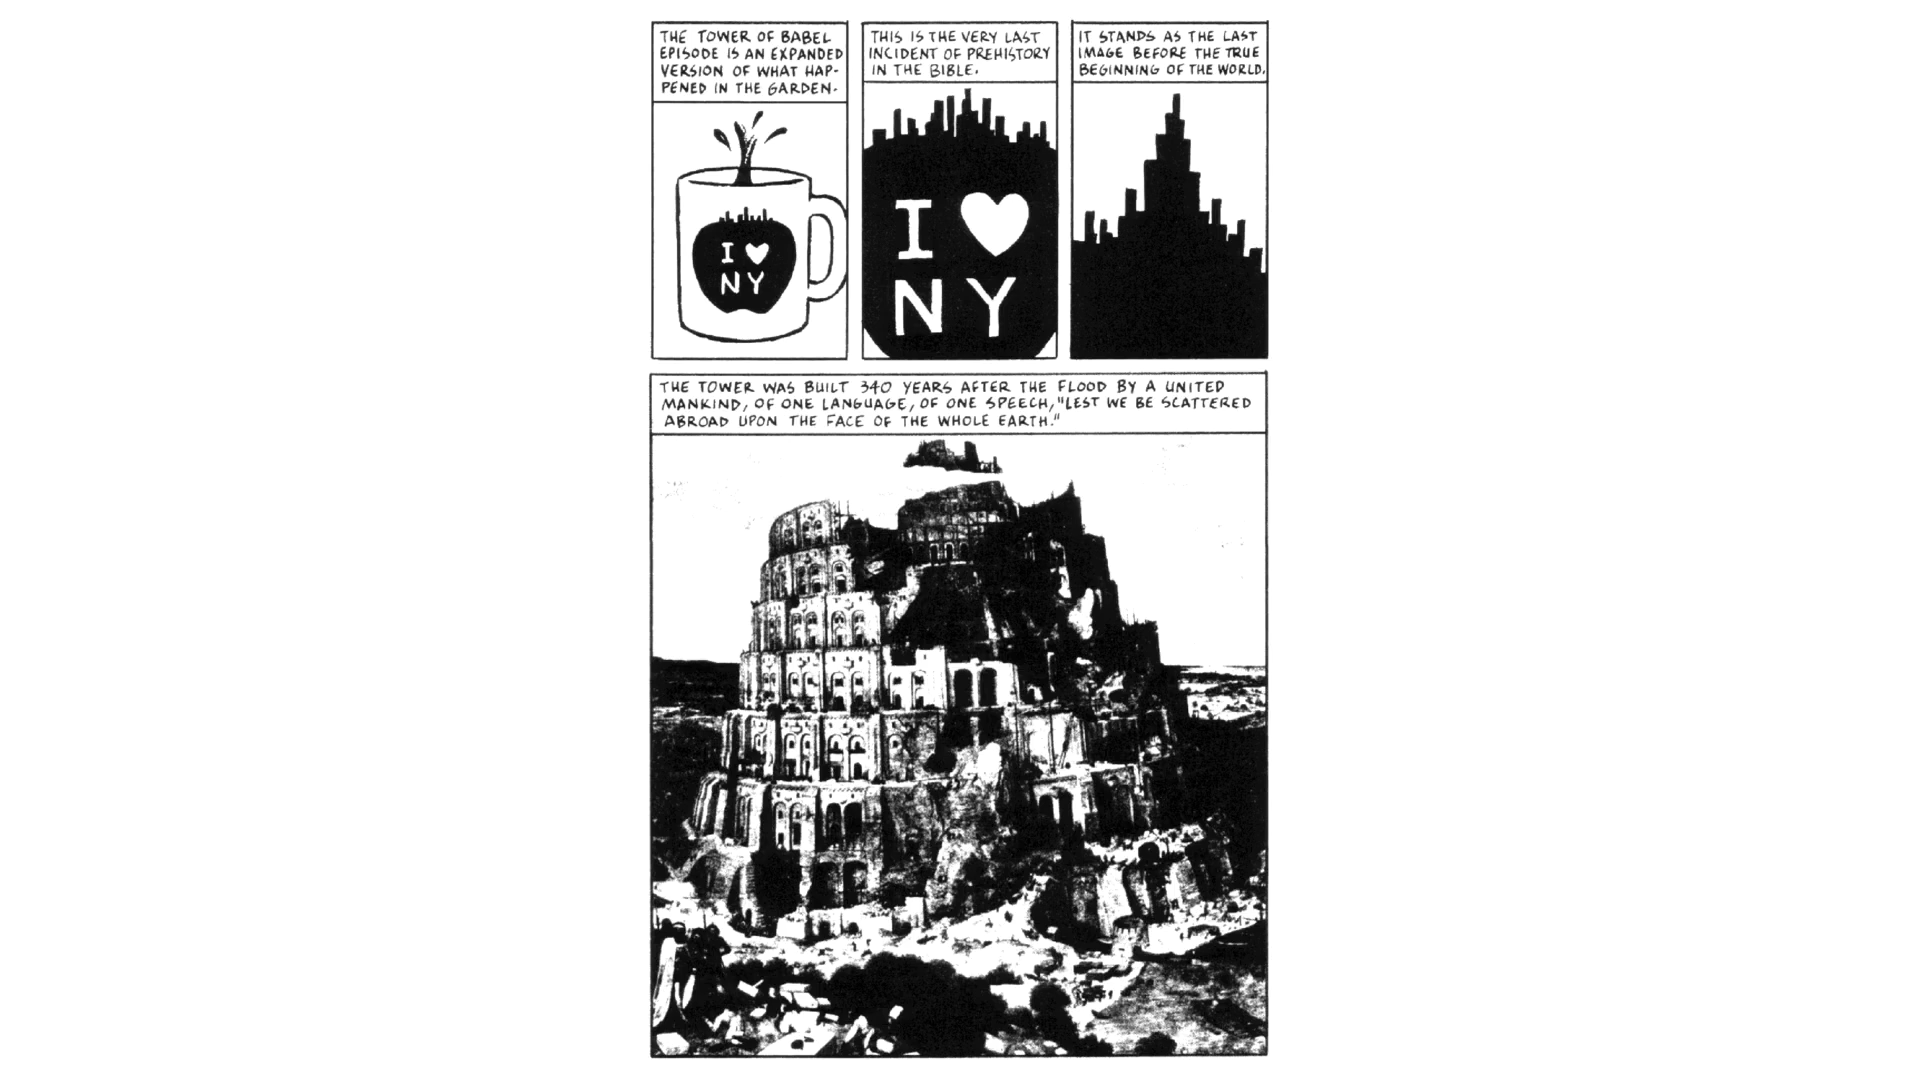 THE TOWER OF BABEL
EPISODE IS AN EXPANDED
VERSION OF WHAT HAP-
PENED IN THE GARDEN.
THIS IS THE VERY LAST
INCIDENT OF PREHISTORY
IN THE BIBLE.
IT STANDS AS THE LAST
IMAGE BEFORE THE TRUE
BEGINNING OF THE WORLD.
I ♥
NY
I ♥
NY
THE TOWER WAS BUILT 340 YEARS AFTER THE FLOOD BY A UNITED
MANKIND, OF ONE LANGUAGE, OF ONE SPEECH, "LEST WE BE SCATTERED
ABROAD UPON THE FACE OF THE WHOLE EARTH."